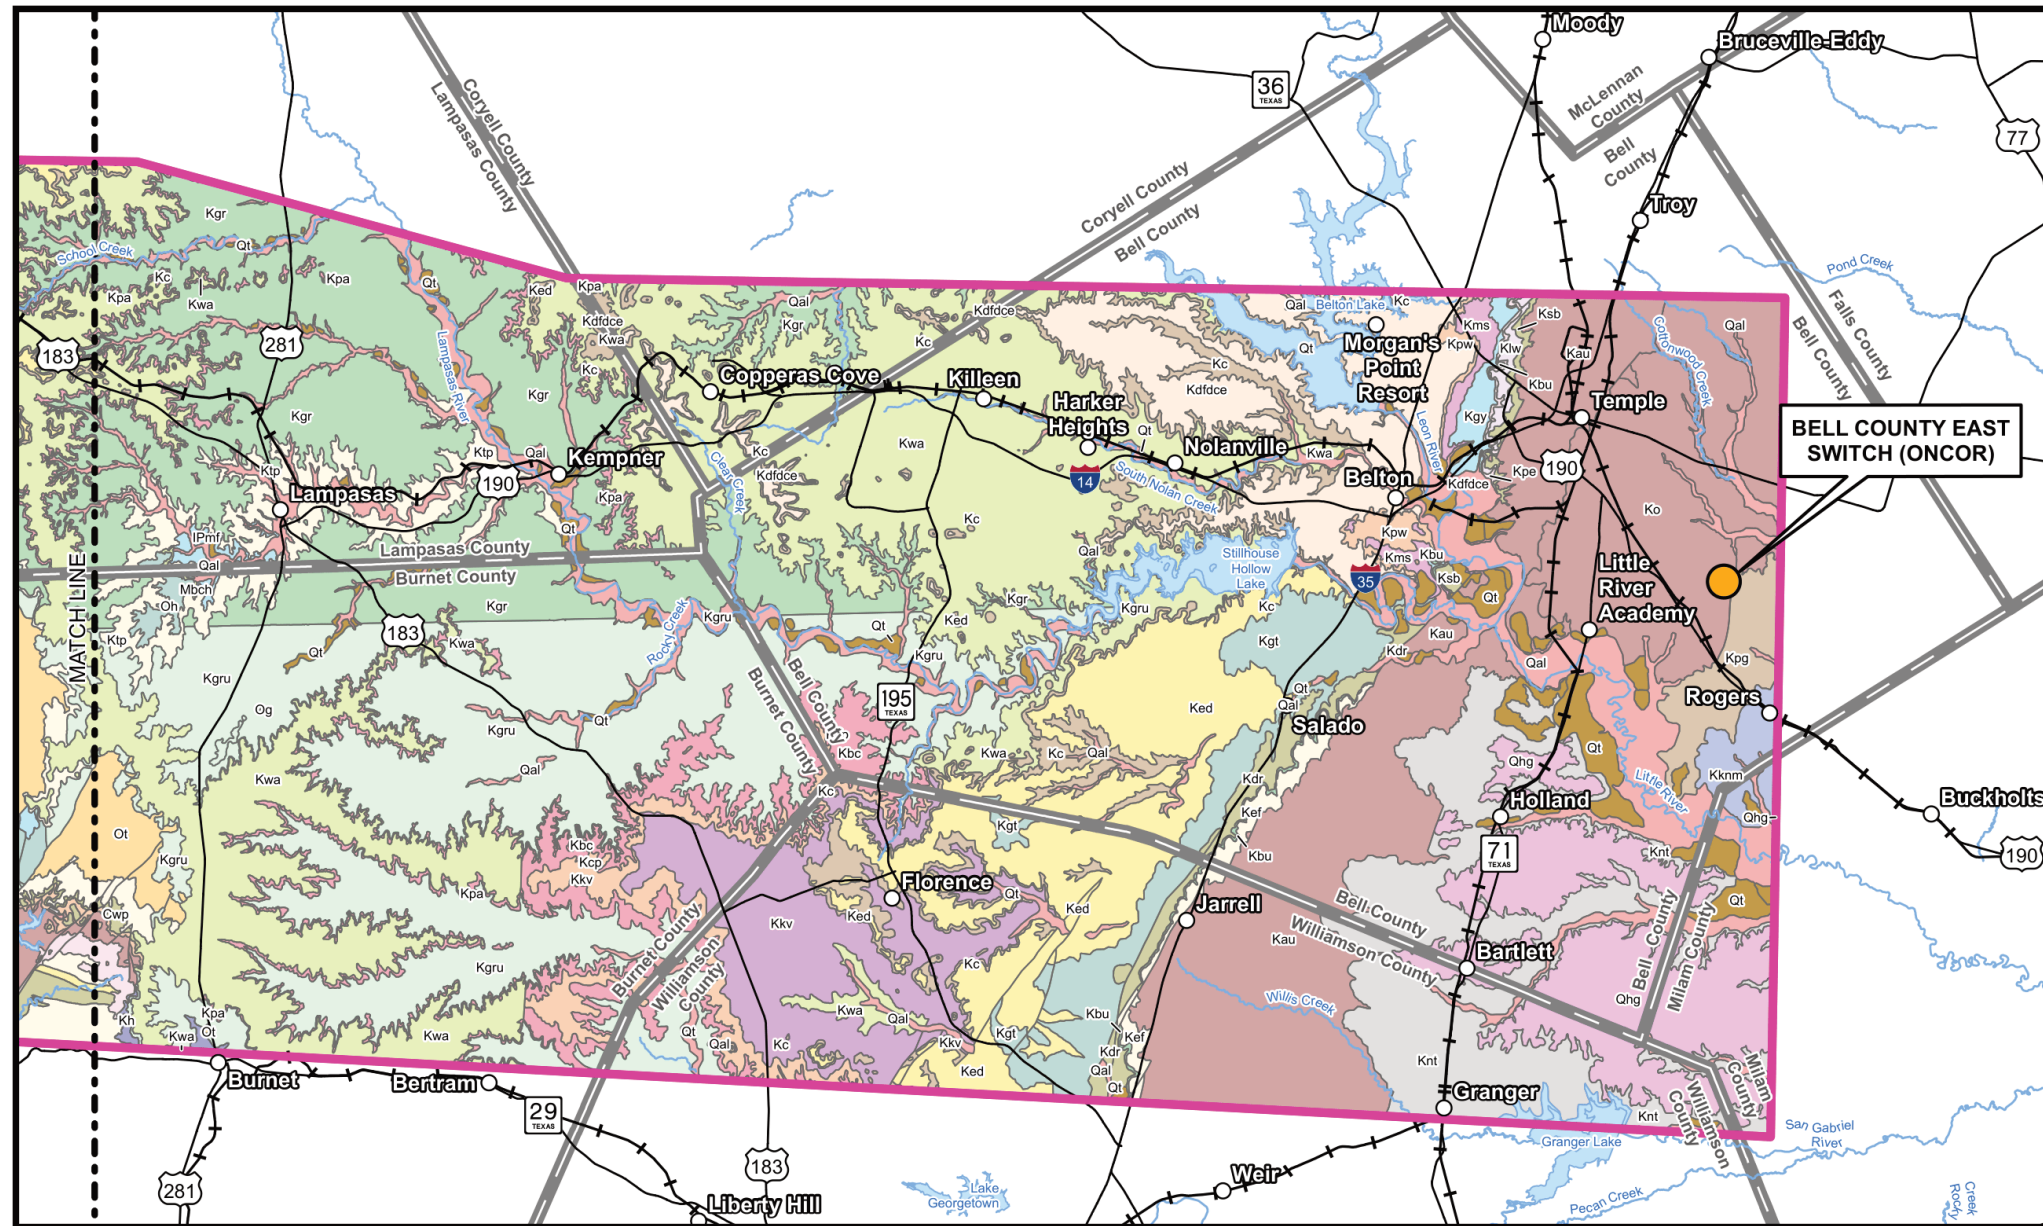 Moody
Bruceville-Eddy
36
TEXAS
McLennan
County
Bell
County
77
Coryell County
Lampasas County
Coryell County
Bell County
Troy
Kgr
Qt
School Creek
Kc
Kpa
Kwa
Kpa
Qt
Ked
Kpa
Kdfdce
Kwa
Kc
Qal
Kgr
Kdfdce
Kc
Qal
Belton Lake
Kc
Qt
Morgan's
Point
Resort
Kms
Kpw
Ksb
Klw
Kau
Kbu
Cottonwood Creek
Qal
Pond Creek
Falls County
Bell County
183
281
Lampasas River
Kgr
Kgr
Copperas Cove
Killeen
Harker
Heights
Kc
Kdfdce
Kgy
Temple
BELL COUNTY EAST
SWITCH (ONCOR)
Ktp
Ktp
Qal
Kempner
190
Lampasas
Kpa
Kc
Kdfdce
Clear Creek
Kwa
Qt
Nolanville
Kwa
14
South Nolan Creek
Belton
Leon River
Kdfdce
Kpe
190
Ko
IPmf
Qal
Mbch
Oh
Ktp
Qt
Lampasas County
Burnet County
Kc
Qal
Stillhouse
Hollow
Lake
Kpw
Kms
Kbu
Ksb
35
Qt
Little
River
Academy
MATCH LINE
Kgr
183
Kwa
Qt
Kgru
Rocky Creek
Kgru
Qt
Ked
Kgr
Kgru
Kc
Kgt
Kau
Kdr
Qal
Kpg
Rogers
Kgru
Og
Kgru
Qt
Qal
Bell County
Burnet County
195
TEXAS
Kbc
Kwa
Kc
Qal
Ked
Qt
Qal
Salado
Qt
Little River
Kknm
Qhg
Buckholts
190
Kwa
Kc
Kdr
Kef
Kbu
Qhg
Holland
71
TEXAS
Knt
Ot
Kgru
Kpa
Kbc
Kcp
Kkv
Kgt
Florence
Qt
Ked
Ked
Jarrell
Bell County
Williamson County
Kau
Bartlett
Qt
Bell County
Milam County
Cwp
Kgru
Burnet County
Williamson
County
Kkv
Kc
Kwa
Qal
Willis Creek
Qhg
Kh
Kpa
Ot
Kwa
Kwa
Qt
Qal
Kc
Kkv
Kgt
Ked
Kbu
Kef
Kdr
Qal
Qt
Knt
Granger
Knt
Milam
County
Williamson
County
Burnet
Bertram
29
TEXAS
183
281
Liberty Hill
Lake
Georgetown
Weir
Granger Lake
San Gabriel
River
Pecan Creek
Rocky
Creek